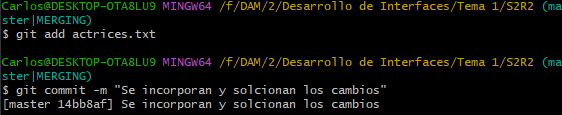 Carlos@DESKTOP-OTA8LU9 MINGW64 /f/DAM/2/Desarrollo de Interfaces/Tema 1/S2R2 (ma
ster|MERGING)
$ git add actrices.txt
Carlos@DESKTOP-OTA8LU9 MINGW64 /f/DAM/2/Desarrollo de Interfaces/Tema 1/S2R2 (ma
ster|MERGING)
$ git commit -m "Se incorporan y solcionan los cambios"
[master 14bb8af] Se incorporan y solcionan los cambios